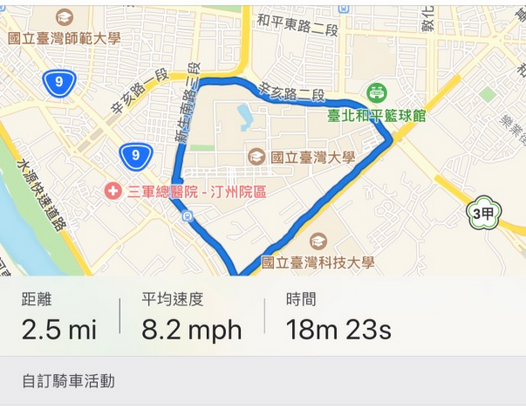 國立臺灣師範大學
和平東路二段
敦化
9
辛亥路一段
新生南路三段
辛亥路二段
臺北和平籃球館
樂業街
9
國立臺灣大學
三軍總醫院 - 汀州院區
水源快速道路
3甲
國立臺灣科技大學
距離
平均速度
時間
2.5 mi
8.2 mph
18m 23s
自訂騎車活動